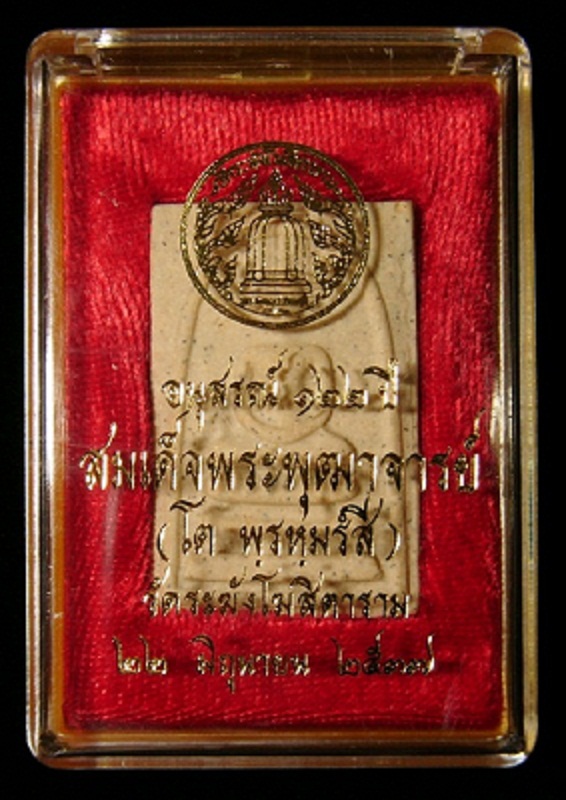 อนุสรณ์ ๑๒๒ ปี
สมเด็จพระพุฒาจารย์
(โต พรหมรํสี)
วัดระฆังโฆสิตาราม
๒๒ มิถุนายน ๒๕๓๗